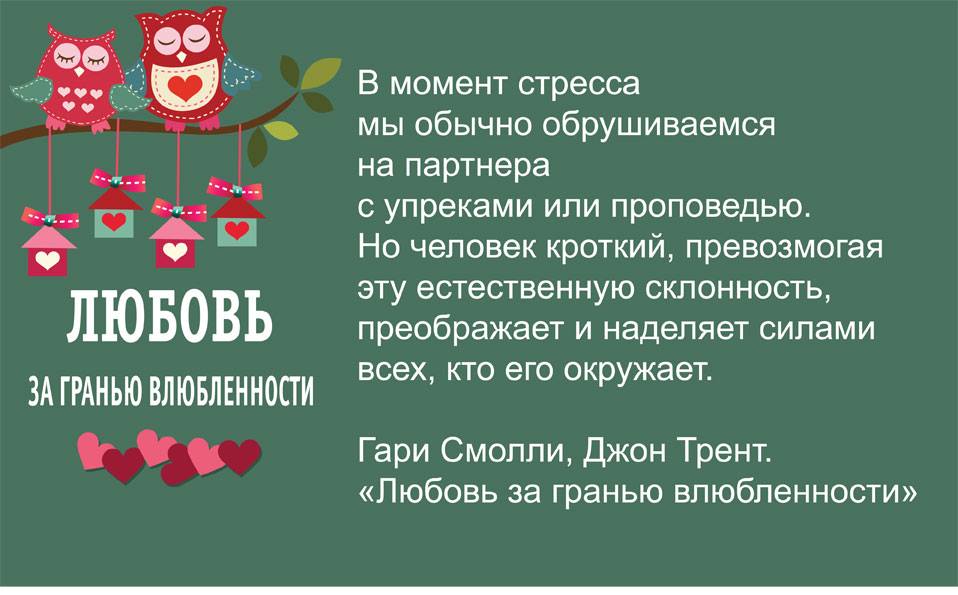 ЛЮБОВЬ
ЗА ГРАНЬЮ ВЛЮБЛЕННОСТИ
В момент стресса
мы обычно обрушиваемся
на партнера
с упреками или проповедью.
Но человек кроткий, превозмогая
эту естественную склонность,
преображает и наделяет силами
всех, кто его окружает.
Гари Смолли, Джон Трент.
«Любовь за гранью влюбленности»